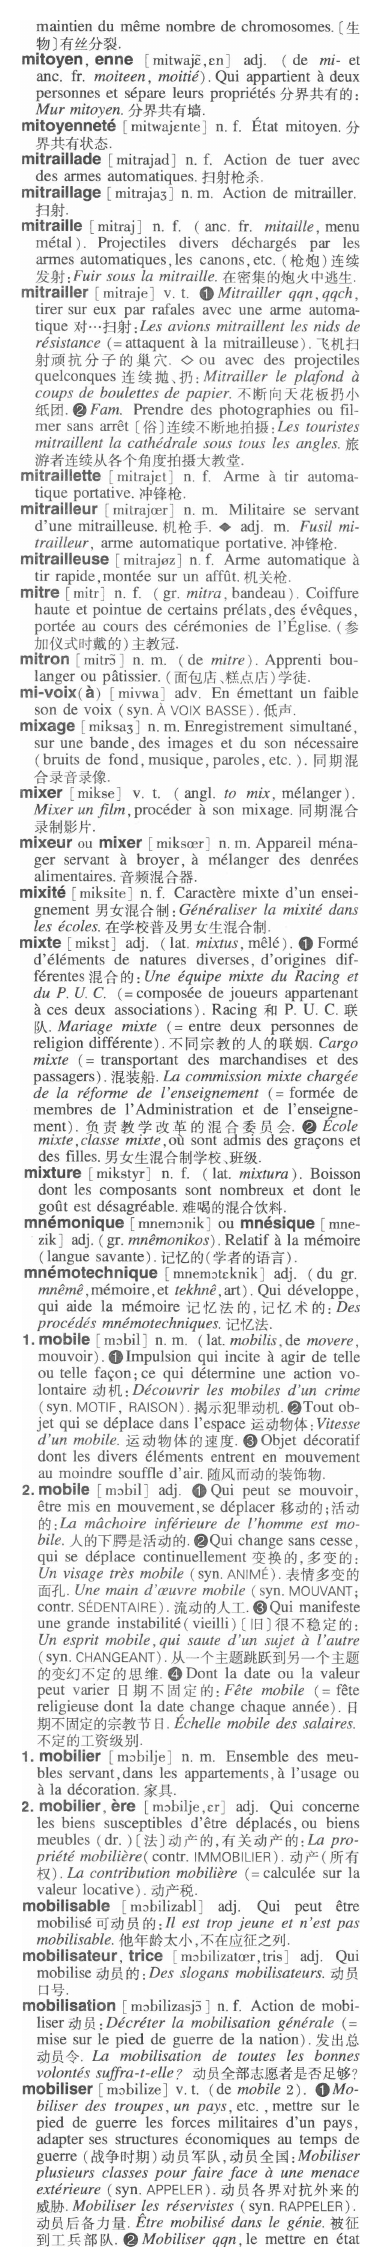 maintien du même nombre de chromosomes.〔生
物〕有丝分裂.
mitoyen, enne [mitwajɛ̃,ɛn] adj. (de mi- et
anc. fr. moiteen, moitié). Qui appartient à deux
personnes et sépare leurs propriétés 分界共有的:
Mur mitoyen. 分界共有墙.
mitoyenneté [mitwajɛnte] n. f. État mitoyen. 分
界共有状态.
mitraillade [mitrajad] n. f. Action de tuer avec
des armes automatiques. 扫射枪杀.
mitraillage [mitrajaʒ] n. m. Action de mitrailler.
扫射.
mitraille [mitraj] n. f. (anc. fr. mitaille, menu
métal). Projectiles divers déchargés par les
armes automatiques, les canons, etc. (枪炮)连续
发射: Fuir sous la mitraille. 在密集的炮火中逃生.
mitrailler [mitraje] v. t. ❶ Mitrailler qqn, qqch,
tirer sur eux par rafales avec une arme automa-
tique 对…扫射: Les avions mitraillent les nids de
résistance (= attaquent à la mitrailleuse). 飞机扫
射顽抗分子的巢穴. ◇ ou avec des projectiles
quelconques 连续抛、扔: Mitrailler le plafond à
coups de boulettes de papier. 不断向天花板扔小
纸团. ❷ Fam. Prendre des photographies ou fil-
mer sans arrêt〔俗〕连续不断地拍摄: Les touristes
mitraillent la cathédrale sous tous les angles. 旅
游者连续从各个角度拍摄大教堂.
mitraillette [mitrajɛt] n. f. Arme à tir automa-
tique portative. 冲锋枪.
mitrailleur [mitrajœr] n. m. Militaire se servant
d'une mitrailleuse. 机枪手. ◆ adj. m. Fusil mi-
trailleur, arme automatique portative. 冲锋枪.
mitrailleuse [mitrajøz] n. f. Arme automatique à
tir rapide, montée sur un affût. 机关枪.
mitre [mitr] n. f. (gr. mitra, bandeau). Coiffure
haute et pointue de certains prélats, des évêques,
portée au cours des cérémonies de l'Église. (参
加仪式时戴的)主教冠.
mitron [mitrɔ̃] n. m. (de mitre). Apprenti bou-
langer ou pâtissier. (面包店、糕点店)学徒.
mi-voix(à) [mivwa] adv. En émettant un faible
son de voix (syn. À VOIX BASSE). 低声.
mixage [miksaʒ] n. m. Enregistrement simultané,
sur une bande, des images et du son nécessaire
(bruits de fond, musique, paroles, etc.). 同期混
合录音录像.
mixer [mikse] v. t. (angl. to mix, mélanger).
Mixer un film, procéder à son mixage. 同期混合
录制影片.
mixeur ou mixer [miksœr] n. m. Appareil ména-
ger servant à broyer, à mélanger des denrées
alimentaires. 音频混合器.
mixité [miksite] n. f. Caractère mixte d'un ensei-
gnement 男女混合制: Généraliser la mixité dans
les écoles. 在学校普及男女生混合制.
mixte [mikst] adj. (lat. mixtus, mêlé). ❶ Formé
d'éléments de natures diverses, d'origines dif-
férentes 混合的: Une équipe mixte du Racing et
du P. U. C. (= composée de joueurs appartenant
à ces deux associations). Racing 和 P. U. C. 联
队. Mariage mixte (= entre deux personnes de
religion différente). 不同宗教的人的联姻. Cargo
mixte (= transportant des marchandises et des
passagers). 混装船. La commission mixte chargée
de la réforme de l'enseignement (= formée de
membres de l'Administration et de l'enseigne-
ment). 负责教学改革的混合委员会. ❷ École
mixte, classe mixte, où sont admis des graçons et
des filles. 男女生混合制学校、班级.
mixture [mikstyr] n. f. (lat. mixtura). Boisson
dont les composants sont nombreux et dont le
goût est désagréable. 难喝的混合饮料.
mnémonique [mnemɔnik] ou mnésique [mne-
zik] adj. (gr. mnêmonikos). Relatif à la mémoire
(langue savante). 记忆的(学者的语言).
mnémotechnique [mnemɔtɛknik] adj. (du gr.
mnêmê, mémoire, et tekhnê, art). Qui développe,
qui aide la mémoire 记忆法的,记忆术的: Des
procédés mnémotechniques. 记忆法.
1. mobile [mɔbil] n. m. (lat. mobilis, de movere,
mouvoir). ❶ Impulsion qui incite à agir de telle
ou telle façon; ce qui détermine une action vo-
lontaire 动机: Découvrir les mobiles d'un crime
(syn. MOTIF, RAISON). 揭示犯罪动机. ❷ Tout ob-
jet qui se déplace dans l'espace 运动物体: Vitesse
d'un mobile. 运动物体的速度. ❸ Objet décoratif
dont les divers éléments entrent en mouvement
au moindre souffle d'air. 随风而动的装饰物.
2. mobile [mɔbil] adj. ❶ Qui peut se mouvoir,
être mis en mouvement, se déplacer 移动的;活动
的: La mâchoire inférieure de l'homme est mo-
bile. 人的下腭是活动的. ❷ Qui change sans cesse,
qui se déplace continuellement 变换的,多变的:
Un visage très mobile (syn. ANIMÉ). 表情多变的
面孔. Une main d'œuvre mobile (syn. MOUVANT;
contr. SÉDENTAIRE). 流动的人工. ❸ Qui manifeste
une grande instabilité (vieilli)〔旧〕很不稳定的:
Un esprit mobile, qui saute d'un sujet à l'autre
(syn. CHANGEANT). 从一个主题跳跃到另一个主题
的变幻不定的思维. ❹ Dont la date ou la valeur
peut varier 日期不固定的: Fête mobile (= fête
religieuse dont la date change chaque année). 日
期不固定的宗教节日. Échelle mobile des salaires.
不定的工资级别.
1. mobilier [mɔbilje] n. m. Ensemble des meu-
bles servant, dans les appartements, à l'usage ou
à la décoration. 家具.
2. mobilier, ère [mɔbilje,ɛr] adj. Qui concerne
les biens susceptibles d'être déplacés, ou biens
meubles (dr.)〔法〕动产的,有关动产的: La pro-
priété mobilière (contr. IMMOBILIER). 动产(所有
权). La contribution mobilière (= calculée sur la
valeur locative). 动产税.
mobilisable [mɔbilizabl] adj. Qui peut être
mobilisé 可动员的: Il est trop jeune et n'est pas
mobilisable. 他年龄太小,不在应征之列.
mobilisateur, trice [mɔbilizatœr,tris] adj. Qui
mobilise 动员的: Des slogans mobilisateurs. 动员
口号.
mobilisation [mɔbilizasjɔ̃] n. f. Action de mobi-
liser 动员: Décréter la mobilisation générale (=
mise sur le pied de guerre de la nation). 发出总
动员令. La mobilisation de toutes les bonnes
volontés suffra-t-elle? 动员全部志愿者是否足够?
mobiliser [mɔbilize] v. t. (de mobile 2). ❶ Mo-
biliser des troupes, un pays, etc., mettre sur le
pied de guerre les forces militaires d'un pays,
adapter ses structures économiques au temps de
guerre (战争时期)动员军队,动员全国: Mobiliser
plusieurs classes pour faire face à une menace
extérieure (syn. APPELER). 动员各界对抗外来的
威胁. Mobiliser les réservistes (syn. RAPPELER).
动员后备力量. Être mobilisé dans le génie. 被征
到工兵部队. ❷ Mobiliser qqn, le mettre en état